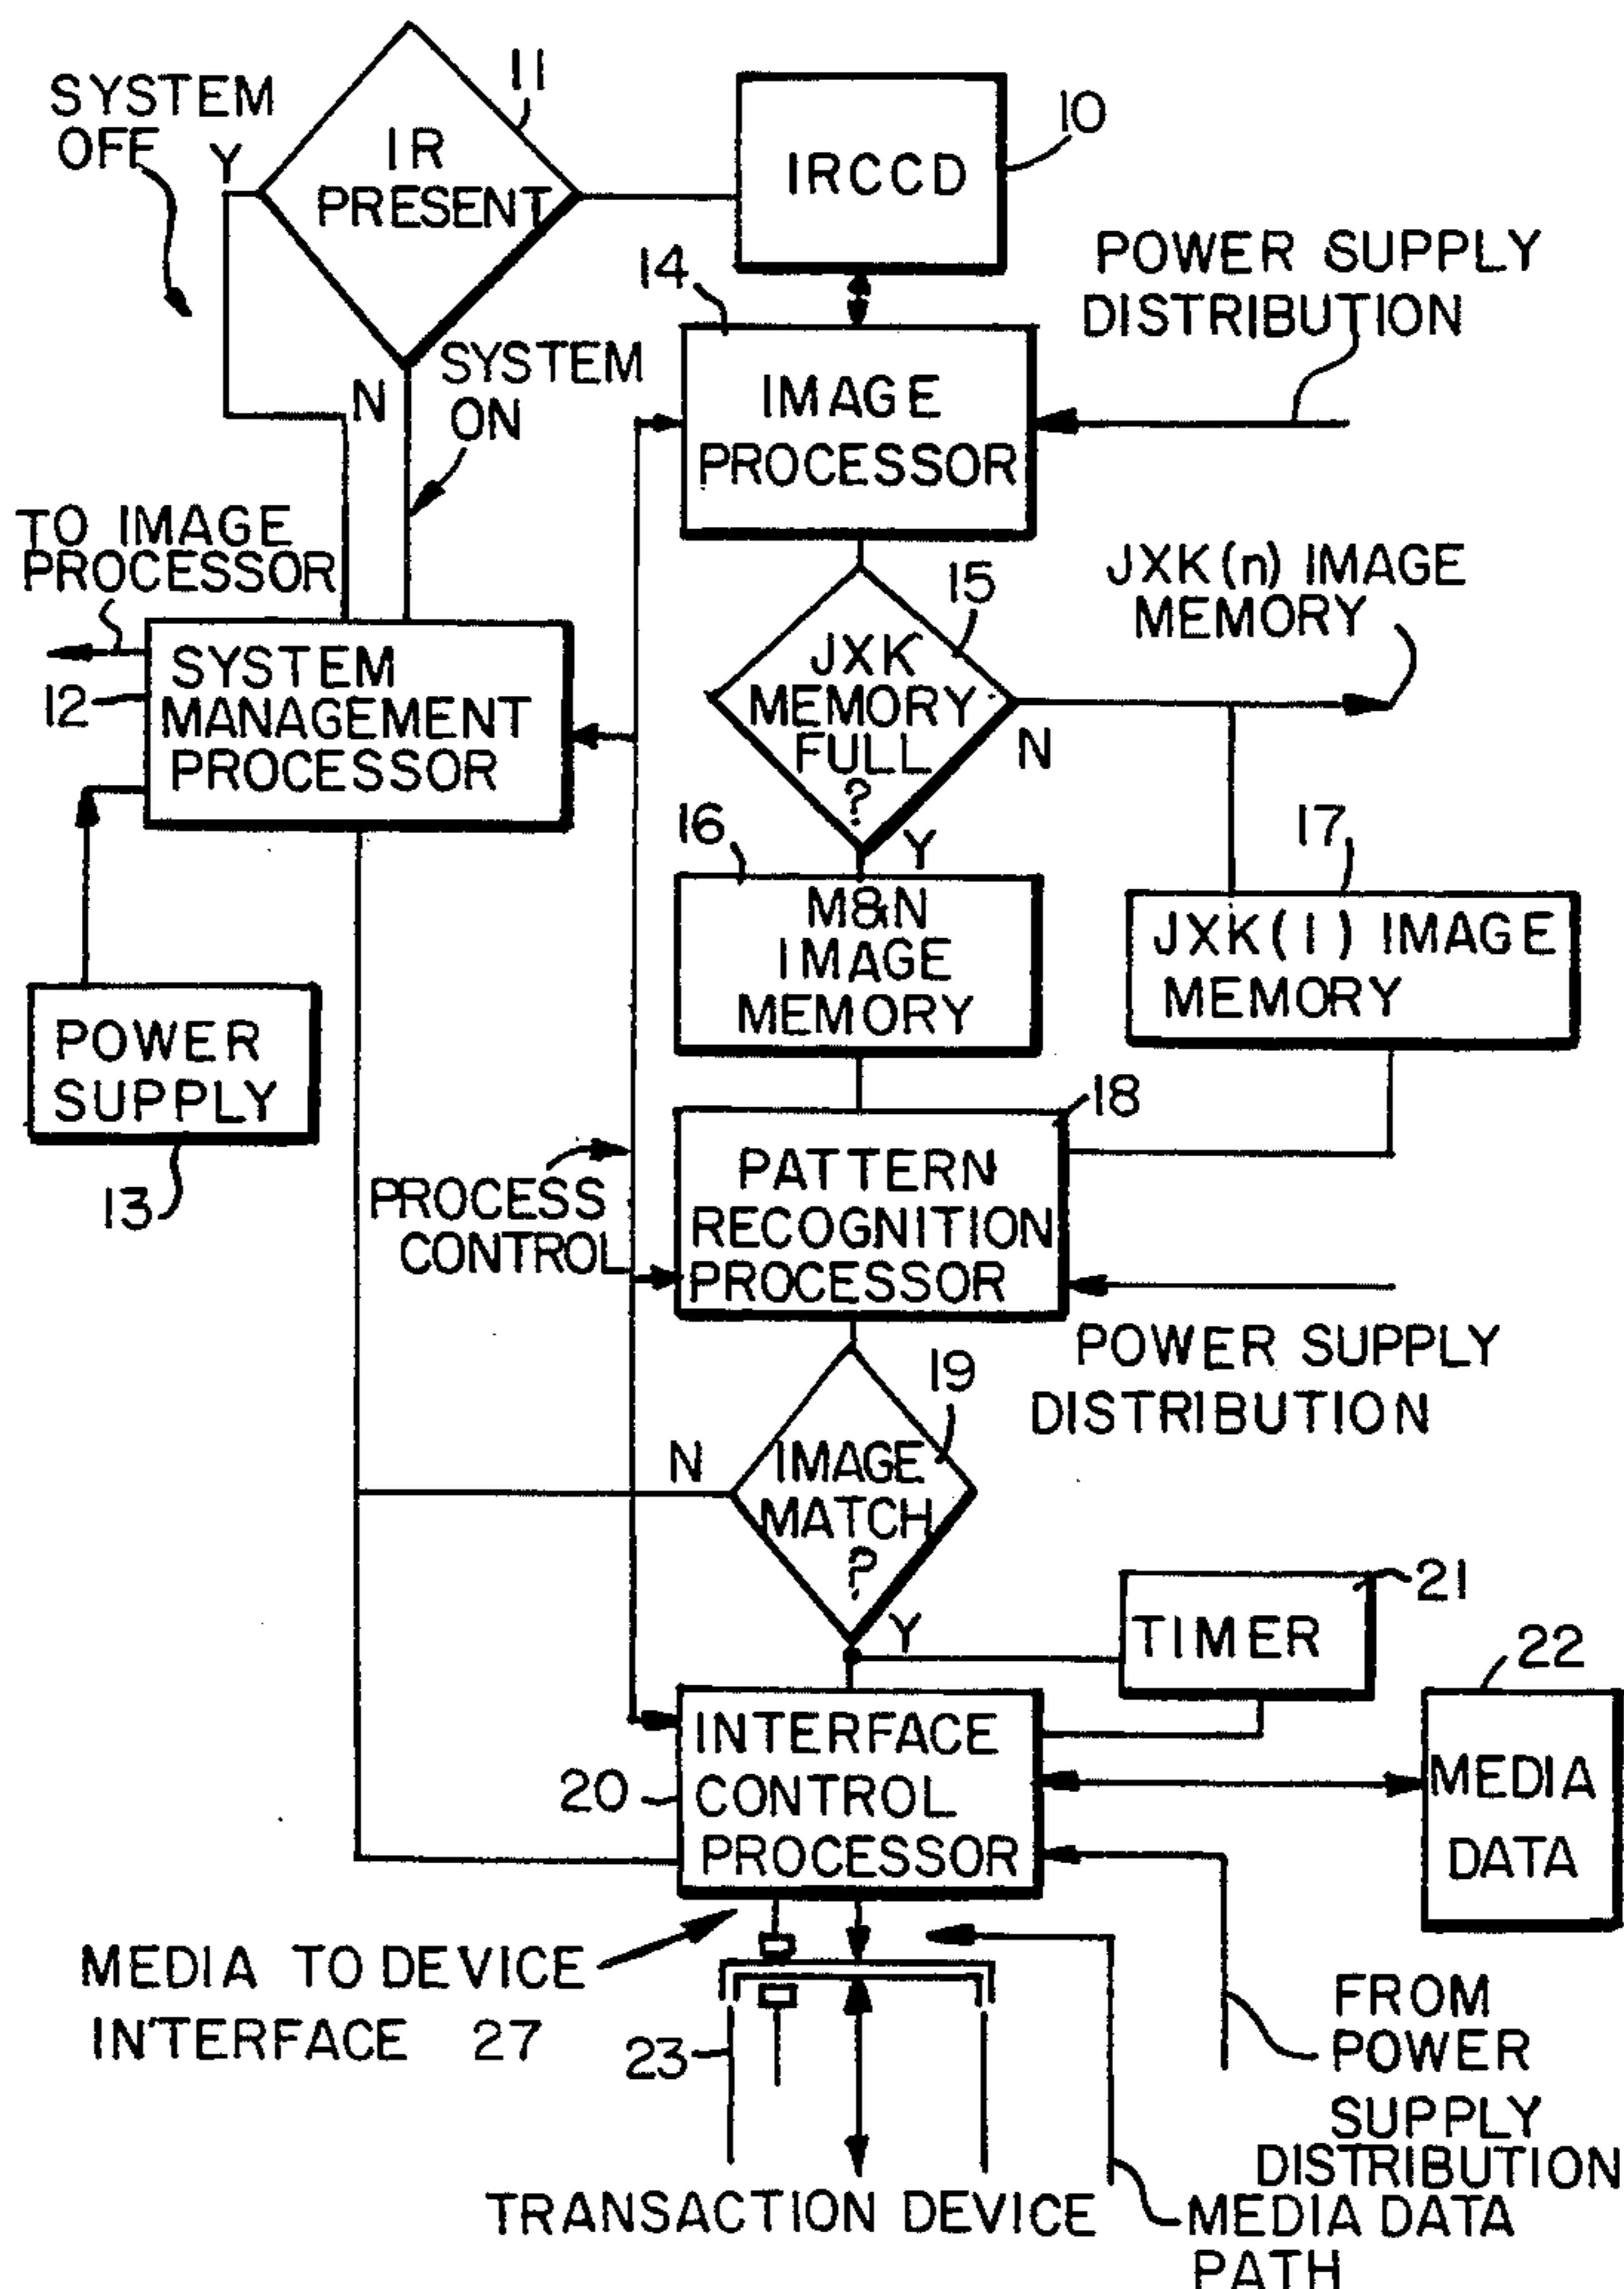 SYSTEM
OFF
Y
11
IR
PRESENT
IRCCD
10
N
SYSTEM
ON
14
IMAGE
PROCESSOR
POWER SUPPLY
DISTRIBUTION
TO IMAGE
PROCESSOR
12
SYSTEM
MANAGEMENT
PROCESSOR
15
JXK
MEMORY
FULL
?
N
Y
JXK(n) IMAGE
MEMORY
16
M&N
IMAGE
MEMORY
17
JXK(1) IMAGE
MEMORY
POWER
SUPPLY
13
PROCESS
CONTROL
18
PATTERN
RECOGNITION
PROCESSOR
POWER SUPPLY
DISTRIBUTION
19
N
IMAGE
MATCH
?
Y
TIMER
21
22
MEDIA
DATA
20
INTERFACE
CONTROL
PROCESSOR
MEDIA TO DEVICE
INTERFACE 27
23
FROM
POWER
SUPPLY
DISTRIBUTION
TRANSACTION DEVICE
MEDIA DATA
PATH